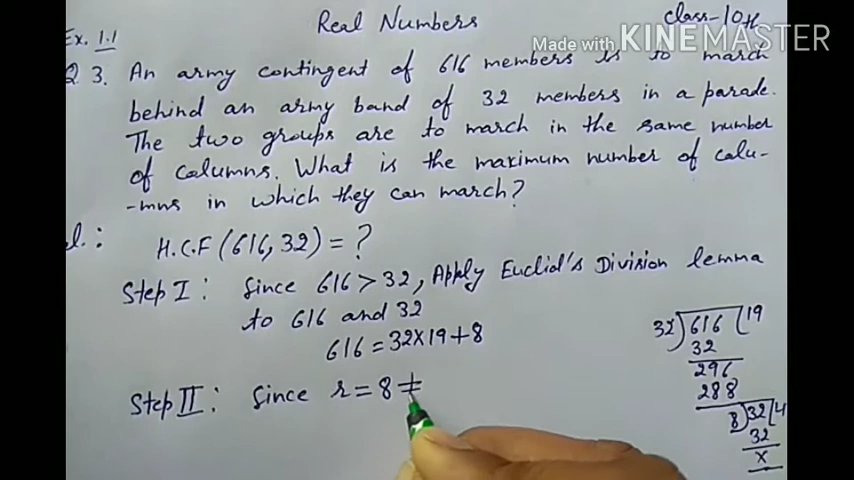 Real Numbers
class-10th
Made with KINEMASTER
Ex. 1.1
Q 3. An army contingent of 616 members is to march
behind an army band of 32 members in a parade.
The two groups are to march in the same number
of columns. What is the maximum number of colu-
-mns in which they can march?
H.C.F (616, 32) = ?
Step I : Since 616 > 32, Apply Euclid's Division lemma
to 616 and 32
616 = 32×19+8
Step II : Since r = 8 ≠
32 616 19
32
296
288
8 32 4
32
x